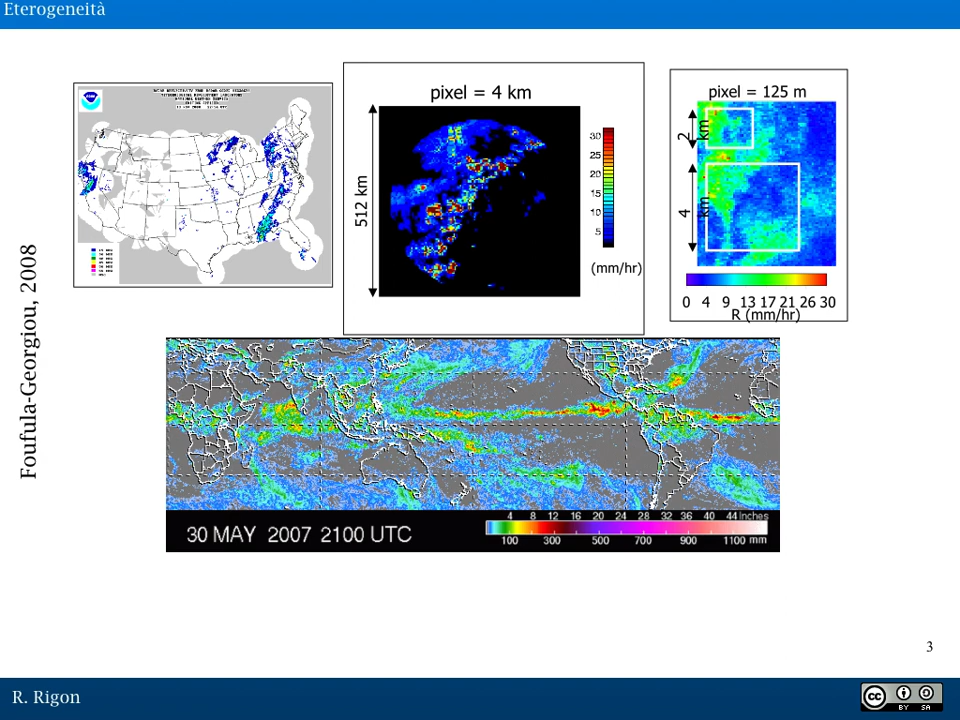 Eterogeneità
Foufula-Georgiou, 2008
pixel = 4 km
512 km
30
25
20
15
10
5
(mm/hr)
pixel = 125 m
2 km
4 km
0 4 9 13 17 21 26 30
R (mm/hr)
30 MAY 2007 2100 UTC
4 8 12 16 20 24 28 32 36 40 44 Inches
100 300 500 700 900 1100 mm
3
R. Rigon
cc
BY SA